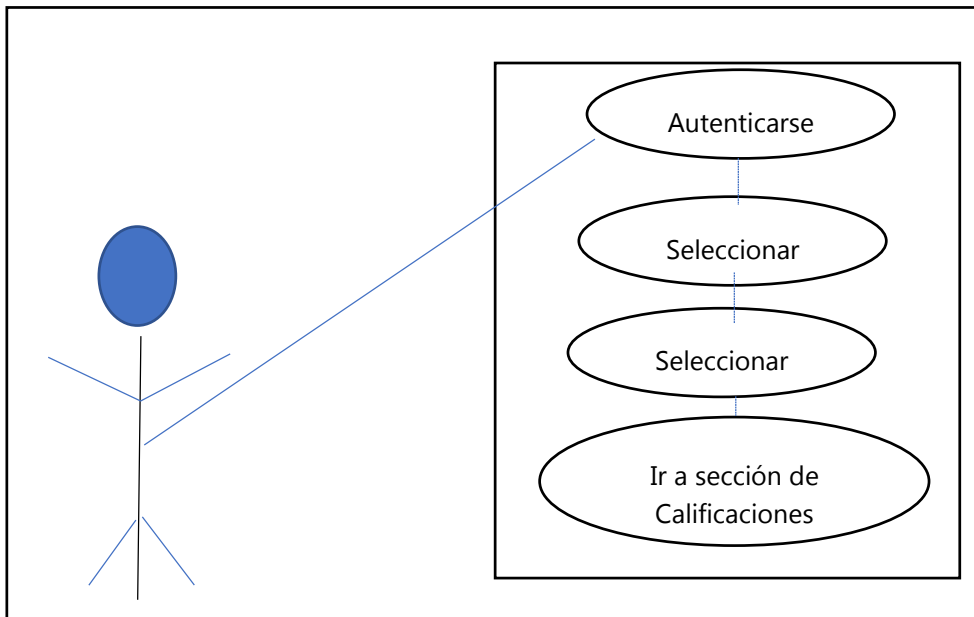 Autenticarse
Seleccionar
Seleccionar
Ir a sección de
Calificaciones